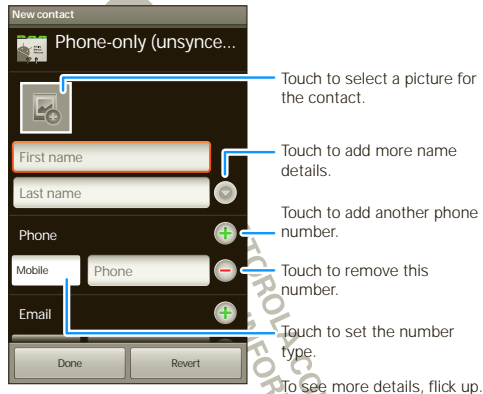 New contact
Phone-only (unsynce...
Touch to select a picture for
the contact.
First name
Touch to add more name
details.
Last name
Touch to add another phone
number.
Phone
Mobile
Phone
Touch to remove this
number.
Email
Touch to set the number
type.
Done
Revert
To see more details, flick up.